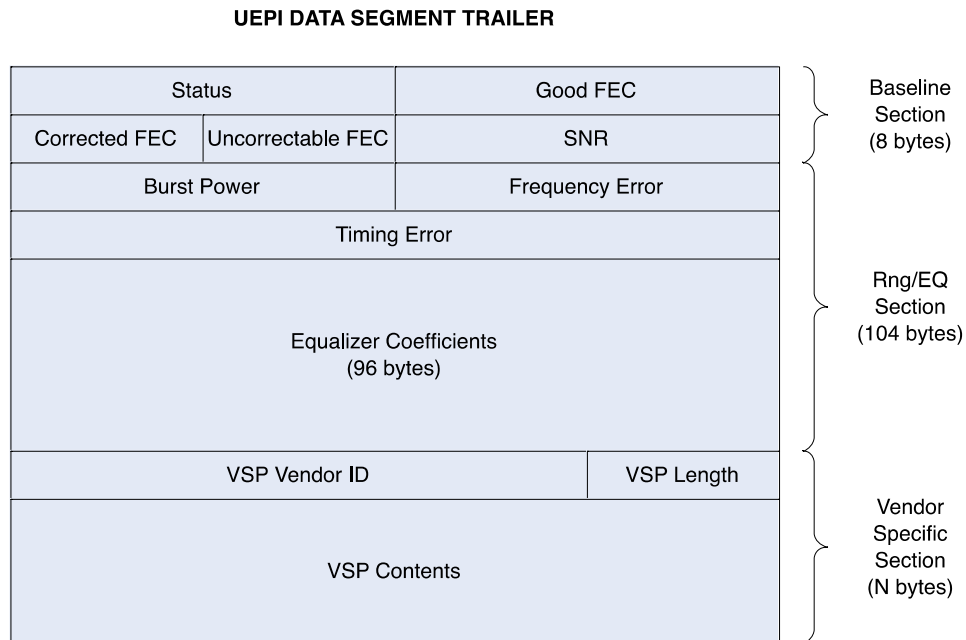 UEPI DATA SEGMENT TRAILER
Status
Good FEC
Baseline
Section
(8 bytes)
Corrected FEC
Uncorrectable FEC
SNR
Burst Power
Frequency Error
Timing Error
Rng/EQ
Section
(104 bytes)
Equalizer Coefficients
(96 bytes)
VSP Vendor ID
VSP Length
Vendor
Specific
Section
(N bytes)
VSP Contents